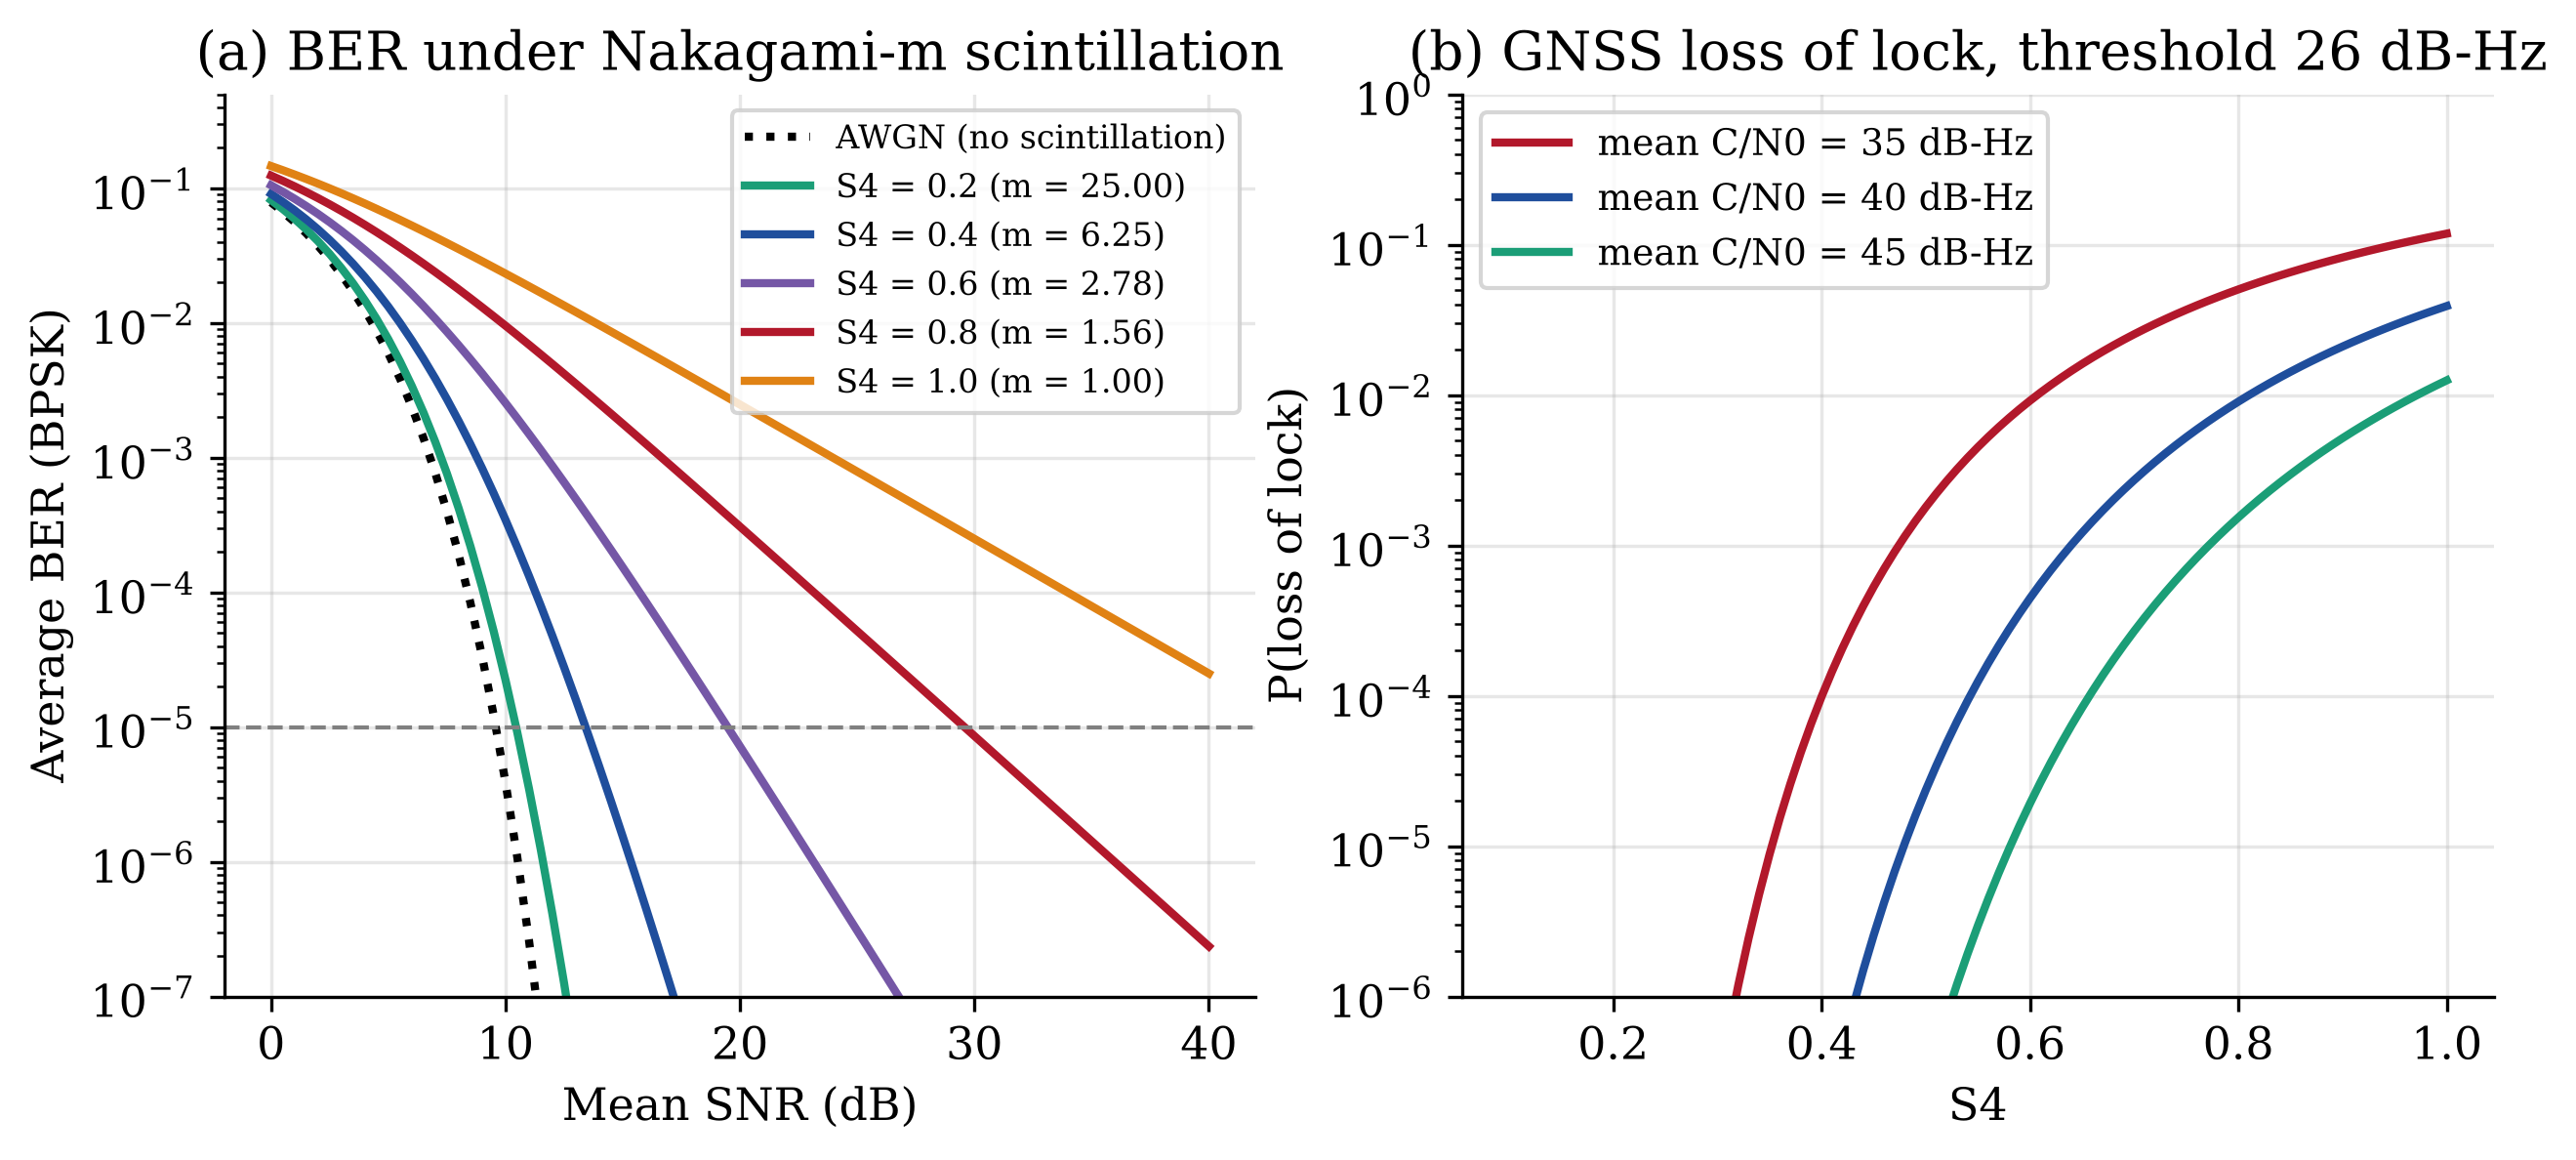 (a) BER under Nakagami-m scintillation
Average BER (BPSK)
10⁻¹
10⁻²
10⁻³
10⁻⁴
10⁻⁵
10⁻⁶
10⁻⁷
AWGN (no scintillation)
S4 = 0.2 (m = 25.00)
S4 = 0.4 (m = 6.25)
S4 = 0.6 (m = 2.78)
S4 = 0.8 (m = 1.56)
S4 = 1.0 (m = 1.00)
0 10 20 30 40
Mean SNR (dB)
(b) GNSS loss of lock, threshold 26 dB-Hz
P(loss of lock)
10⁰
10⁻¹
10⁻²
10⁻³
10⁻⁴
10⁻⁵
10⁻⁶
mean C/N0 = 35 dB-Hz
mean C/N0 = 40 dB-Hz
mean C/N0 = 45 dB-Hz
0.2 0.4 0.6 0.8 1.0
S4